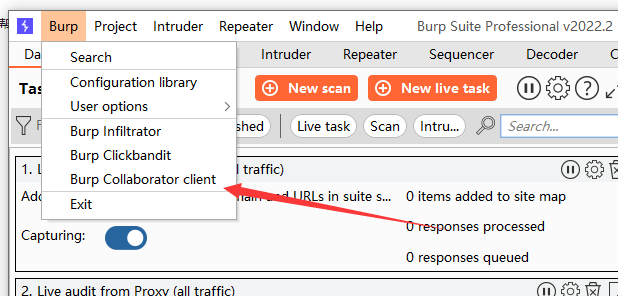 Burp Project Intruder Repeater Window Help Burp Suite Professional v2022.2
Da Intruder Repeater Sequencer Decoder C
Tas New scan New live task
Search
Configuration library
User options
Burp Infiltrator
Burp Clickbandit
Burp Collaborator client
Exit
F shed Live task Scan Intru... Search...
1. L ll traffic)
Add main and URLs in suite s... 0 items added to site map
0 responses processed
Capturing: 0 responses queued
2. Live audit from Proxy (all traffic)